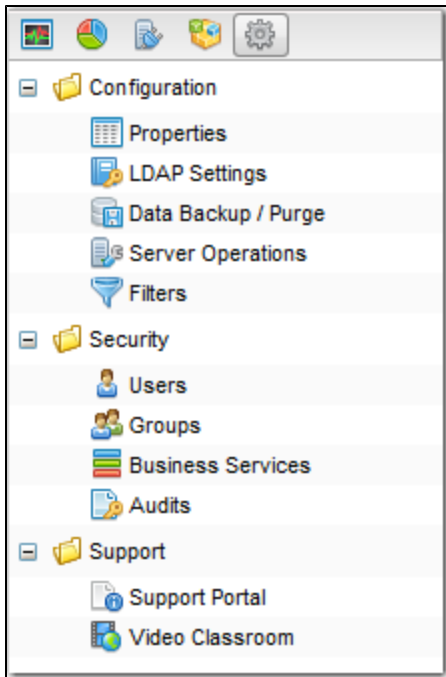 Configuration
Properties
LDAP Settings
Data Backup / Purge
Server Operations
Filters
Security
Users
Groups
Business Services
Audits
Support
Support Portal
Video Classroom